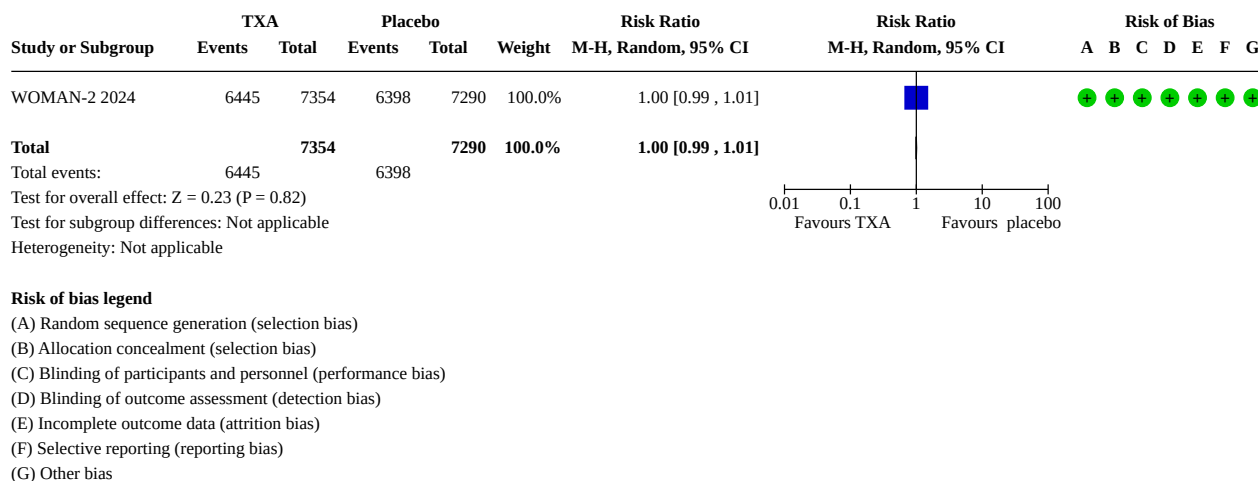 TXA Placebo Risk Ratio Risk Ratio Risk of Bias
Study or Subgroup Events Total Events Total Weight M-H, Random, 95% CI M-H, Random, 95% CI A B C D E F G
WOMAN-2 2024 6445 7354 6398 7290 100.0% 1.00 [0.99 , 1.01] + + + + + + +
Total 7354 7290 100.0% 1.00 [0.99 , 1.01]
Total events: 6445 6398
Test for overall effect: Z = 0.23 (P = 0.82) 0.01 0.1 1 10 100
Test for subgroup differences: Not applicable Favours TXA Favours placebo
Heterogeneity: Not applicable
Risk of bias legend
(A) Random sequence generation (selection bias)
(B) Allocation concealment (selection bias)
(C) Blinding of participants and personnel (performance bias)
(D) Blinding of outcome assessment (detection bias)
(E) Incomplete outcome data (attrition bias)
(F) Selective reporting (reporting bias)
(G) Other bias